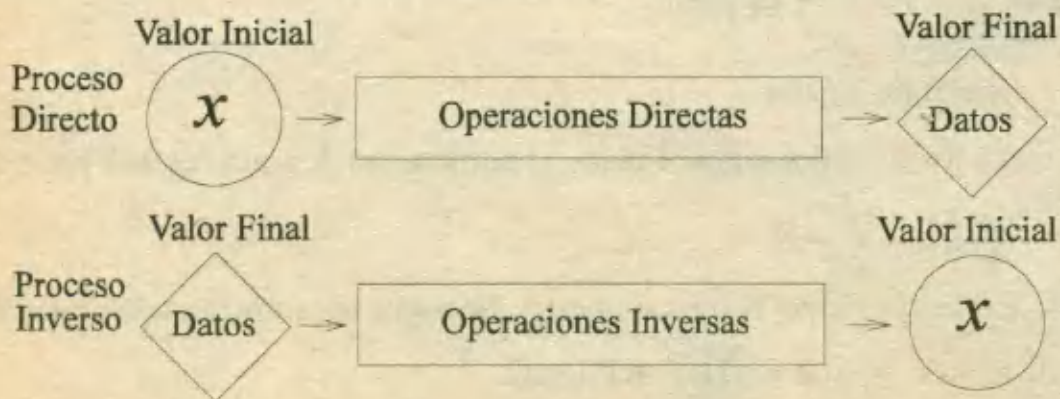 Valor Inicial
Valor Final
Proceso
Directo
x
Operaciones Directas
Datos
Valor Final
Valor Inicial
Proceso
Inverso
Datos
Operaciones Inversas
x